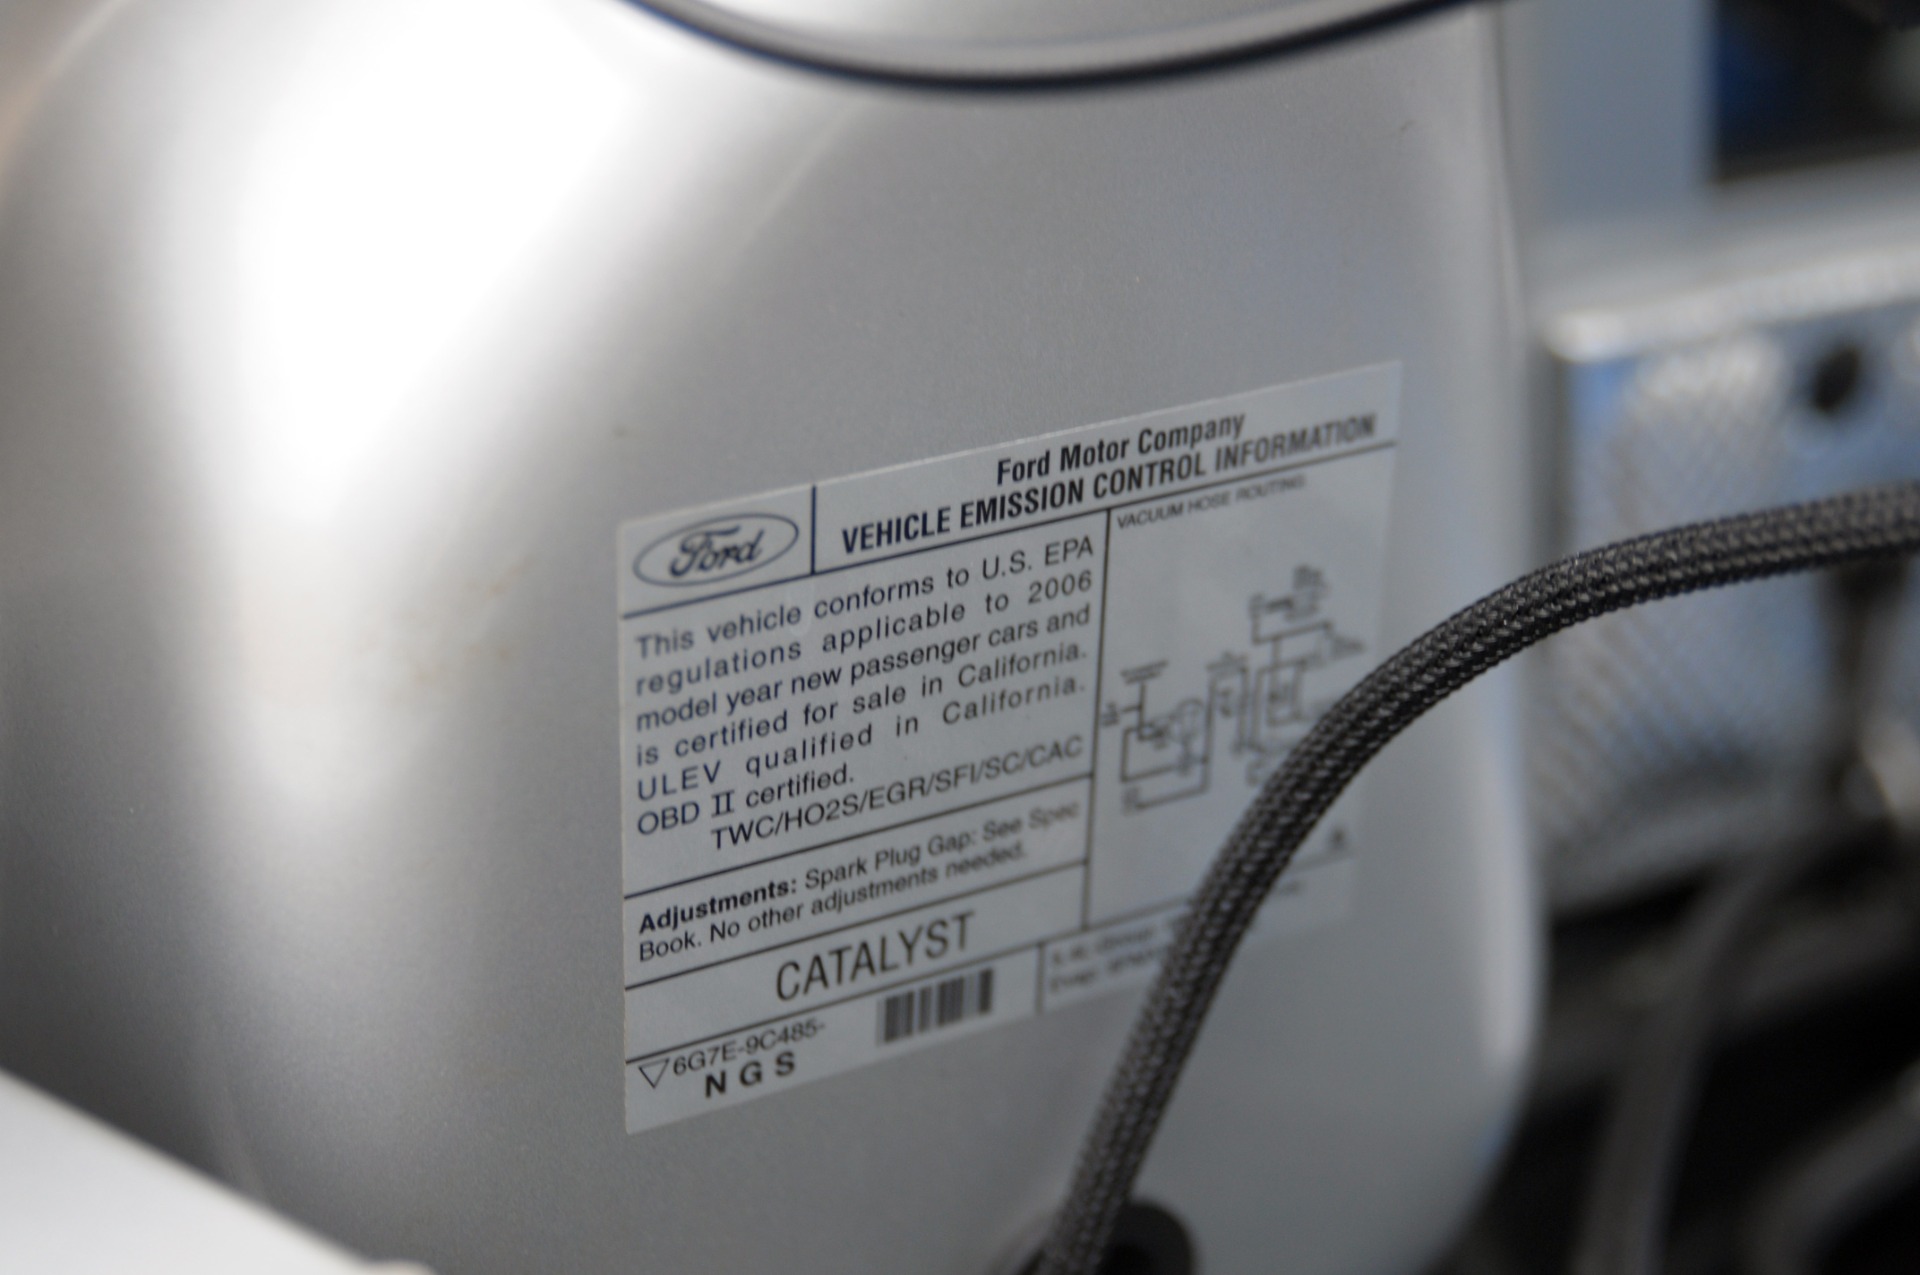 Ford Motor Company
Ford
VEHICLE EMISSION CONTROL INFORMATION
This vehicle conforms to U.S. EPA
regulations applicable to 2006
model year new passenger cars and
is certified for sale in California.
ULEV qualified in California.
OBD II certified.
TWC/HO2S/EGR/SFI/SC/CAC
VACUUM HOSE ROUTING
Adjustments: Spark Plug Gap: See Spec
Book. No other adjustments needed.
CATALYST
6G7E-9C485-
NGS